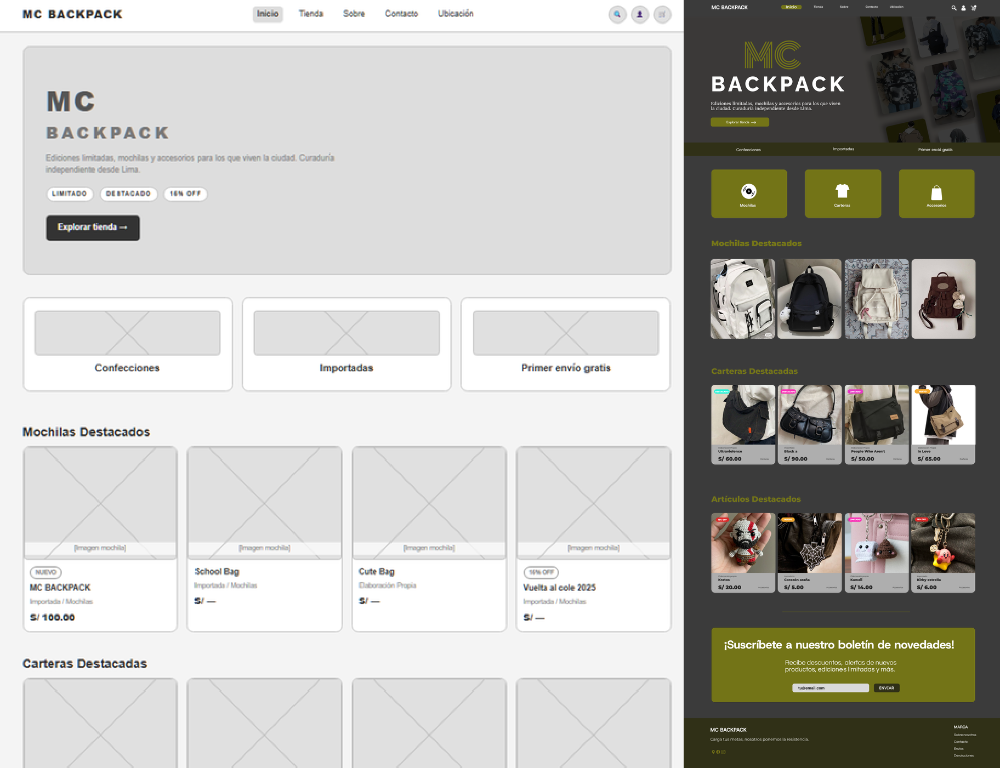 MC BACKPACK
Inicio
Tienda
Sobre
Contacto
Ubicación
MC
BACKPACK
Ediciones limitadas, mochilas y accesorios para los que viven la ciudad. Curaduría
independiente desde Lima.
LIMITADO
DESTACADO
15% OFF
Explorar tienda →
Confecciones
Importadas
Primer envío gratis
Mochilas Destacados
[Imagen mochila]
[Imagen mochila]
[Imagen mochila]
[Imagen mochila]
NUEVO
MC BACKPACK
Importada / Mochilas
S/ 100.00
School Bag
Importada / Mochilas
S/ —
Cute Bag
Elaboración Propia
S/ —
15% OFF
Vuelta al cole 2025
Importada / Mochilas
S/ —
Carteras Destacadas
MC BACKPACK
Inicio
Tienda
Sobre
Contacto
Ubicación
MC
BACKPACK
Ediciones limitadas, mochilas y accesorios para los que viven
la ciudad. Curaduría independiente desde Lima.
Explorar tienda →
Confecciones
Importadas
Primer envió gratis
Mochilas
Carteras
Accesorios
Mochilas Destacados
Carteras Destacadas
DESTACADO
DESTACADO
LIMITADO
NUEVO
Elaboración Propia
Ultraviolence
S/ 60.00
Carteras
Importada
Black a
S/ 90.00
Carteras
Elaboración Propia
People Who Aren't
S/ 50.00
Carteras
Elaboración Propia
In Love
S/ 65.00
Carteras
Artículos Destacados
15% OFF
NUEVO
LIMITADO
15% OFF
Elaboración propia
Kratos
S/ 20.00
Accesorios
Importada
Corazón araña
S/ 5.00
Accesorios
Elaboración propia
Kawaii
S/ 14.00
Accesorios
Importada
Kirby estrella
S/ 6.00
Accesorios
¡Suscríbete a nuestro boletín de novedades!
Recibe descuentos, alertas de nuevos
productos, ediciones limitadas y más.
tu@email.com
ENVIAR
MC BACKPACK
Carga tus metas, nosotros ponemos la resistencia.
MARCA
Sobre nosotros
Contacto
Envíos
Devoluciones